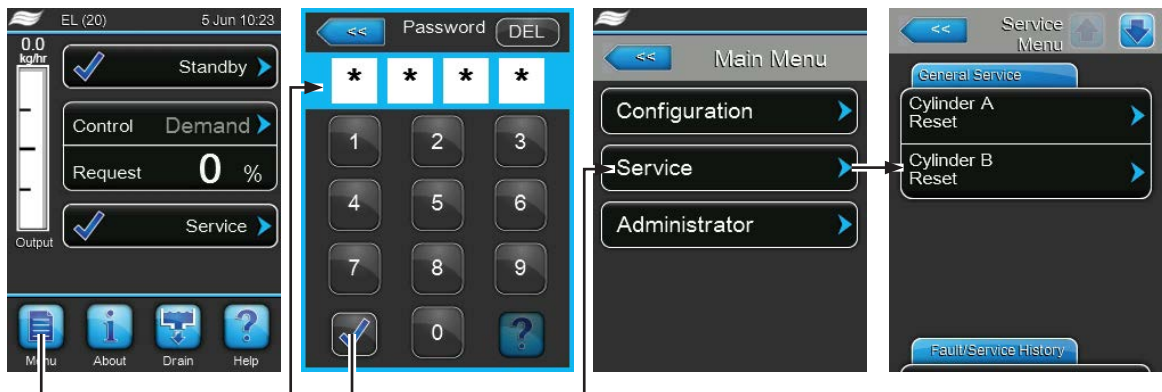 EL (20) 5 Jun 10:23
0.0
kg/hr
Standby
Control Demand
Request 0 %
Service
Output
Menu About Drain Help
<< Password DEL
* * * *
1 2 3
4 5 6
7 8 9
0 ?
<< Main Menu
Configuration
Service
Administrator
<< Service
Menu
General Service
Cylinder A
Reset
Cylinder B
Reset
Fault/Service History